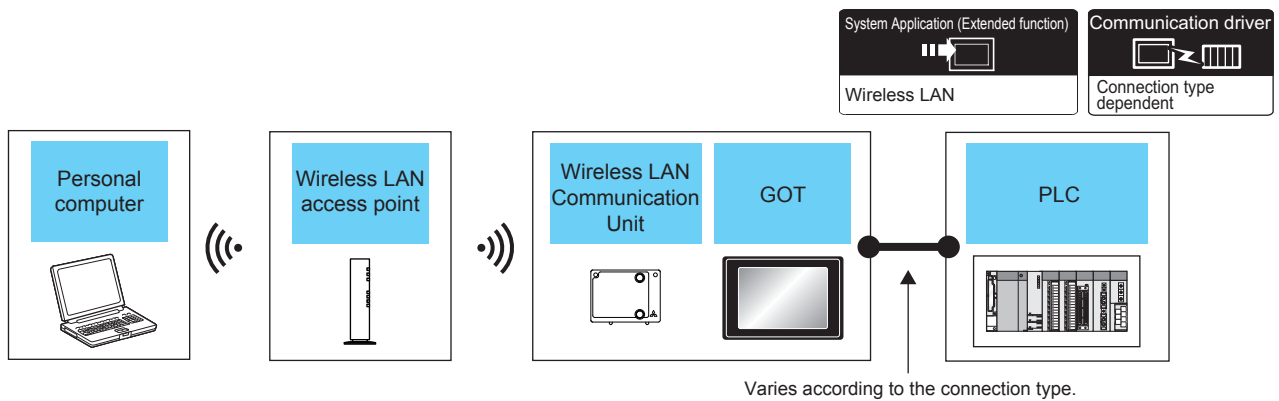 System Application (Extended function)
Wireless LAN
Communication driver
Connection type
dependent
Personal
computer
Wireless LAN
access point
Wireless LAN
Communication
Unit
GOT
PLC
Varies according to the connection type.